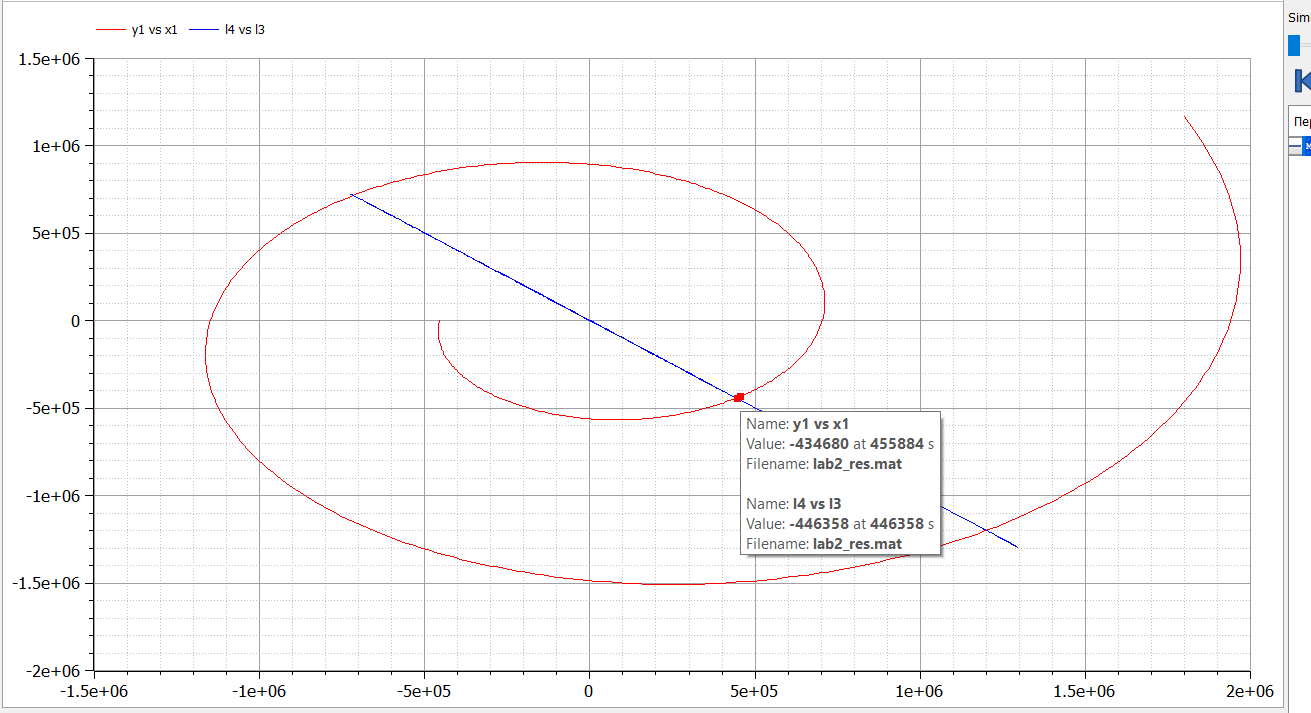 y1 vs x1 l4 vs l3
Sim
1.5e+06
1e+06
5e+05
0
-5e+05
-1e+06
-1.5e+06
-2e+06
-1.5e+06 -1e+06 -5e+05 0 5e+05 1e+06 1.5e+06 2e+06
Name: y1 vs x1
Value: -434680 at 455884 s
Filename: lab2_res.mat
Name: l4 vs l3
Value: -446358 at 446358 s
Filename: lab2_res.mat
Пер